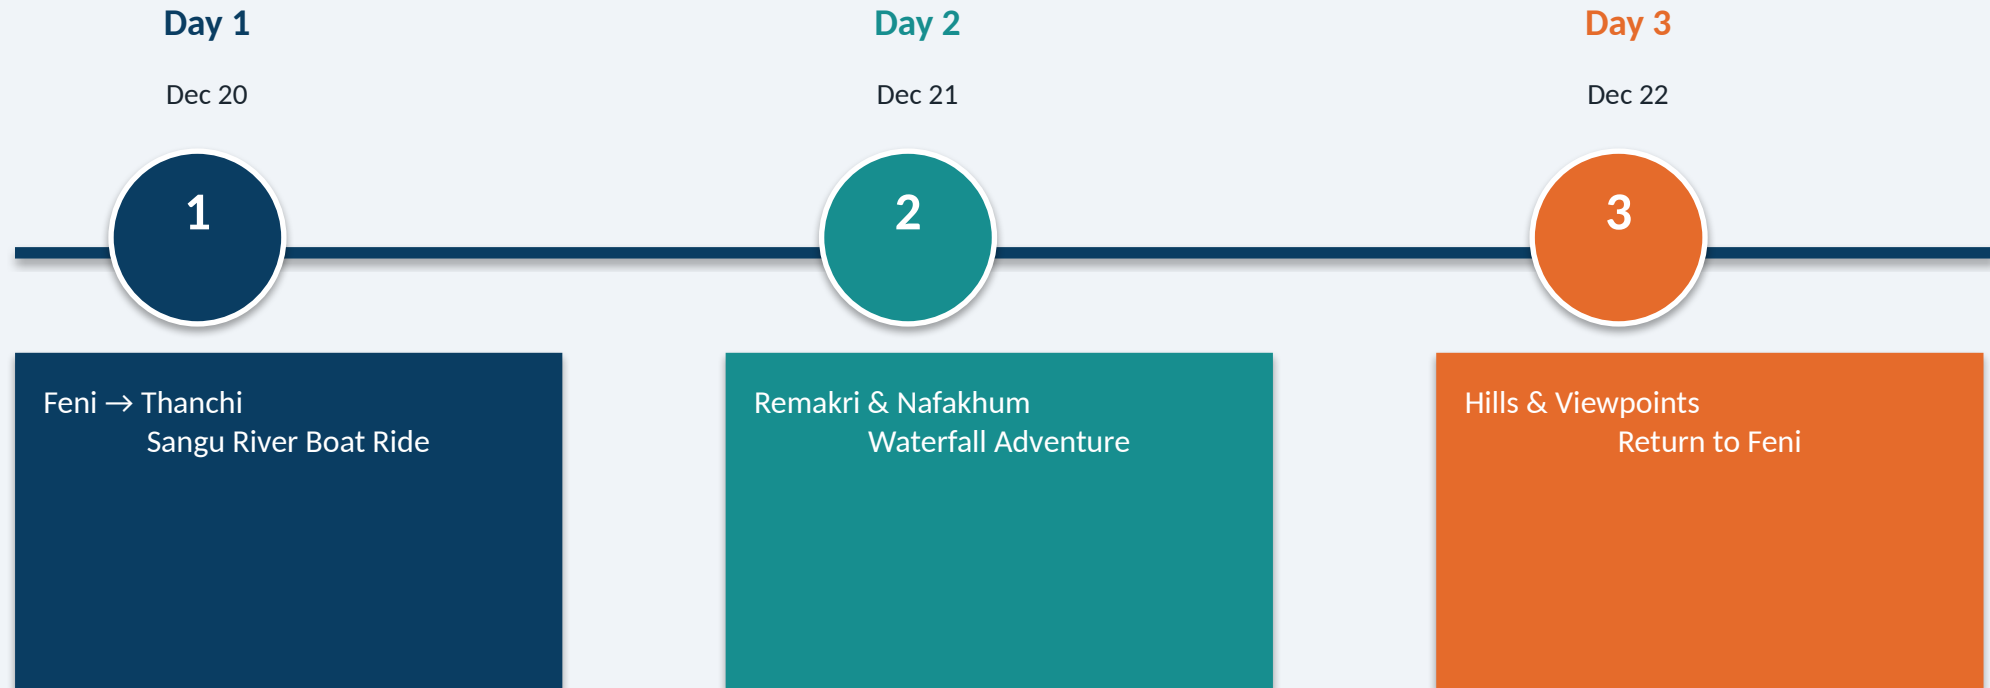 Day 1
Dec 20
1
Feni → Thanchi
Sangu River Boat Ride
Day 2
Dec 21
2
Remakri & Nafakhum
Waterfall Adventure
Day 3
Dec 22
3
Hills & Viewpoints
Return to Feni